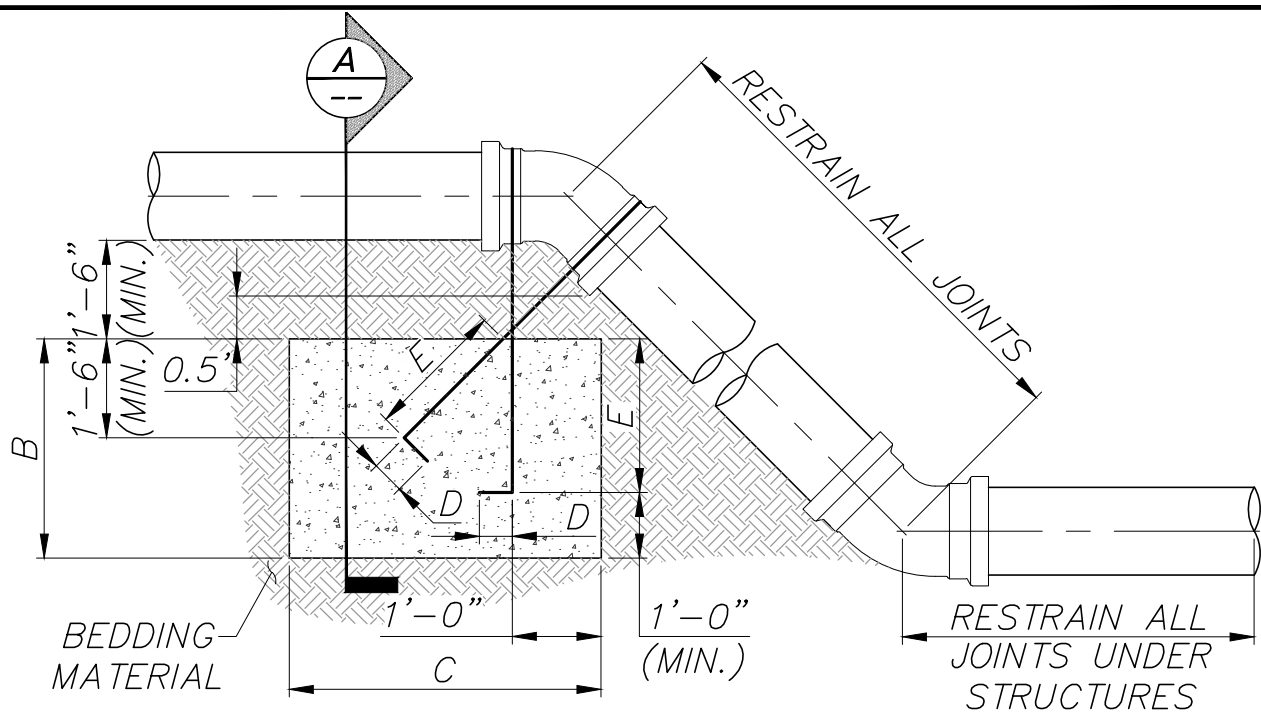 A
--
RESTRAIN ALL JOINTS
1'-6"
(MIN.)
1'-6"
(MIN.)
0.5'
B
E
E
D
D
1'-0"
C
1'-0"
(MIN.)
BEDDING
MATERIAL
RESTRAIN ALL
JOINTS UNDER
STRUCTURES